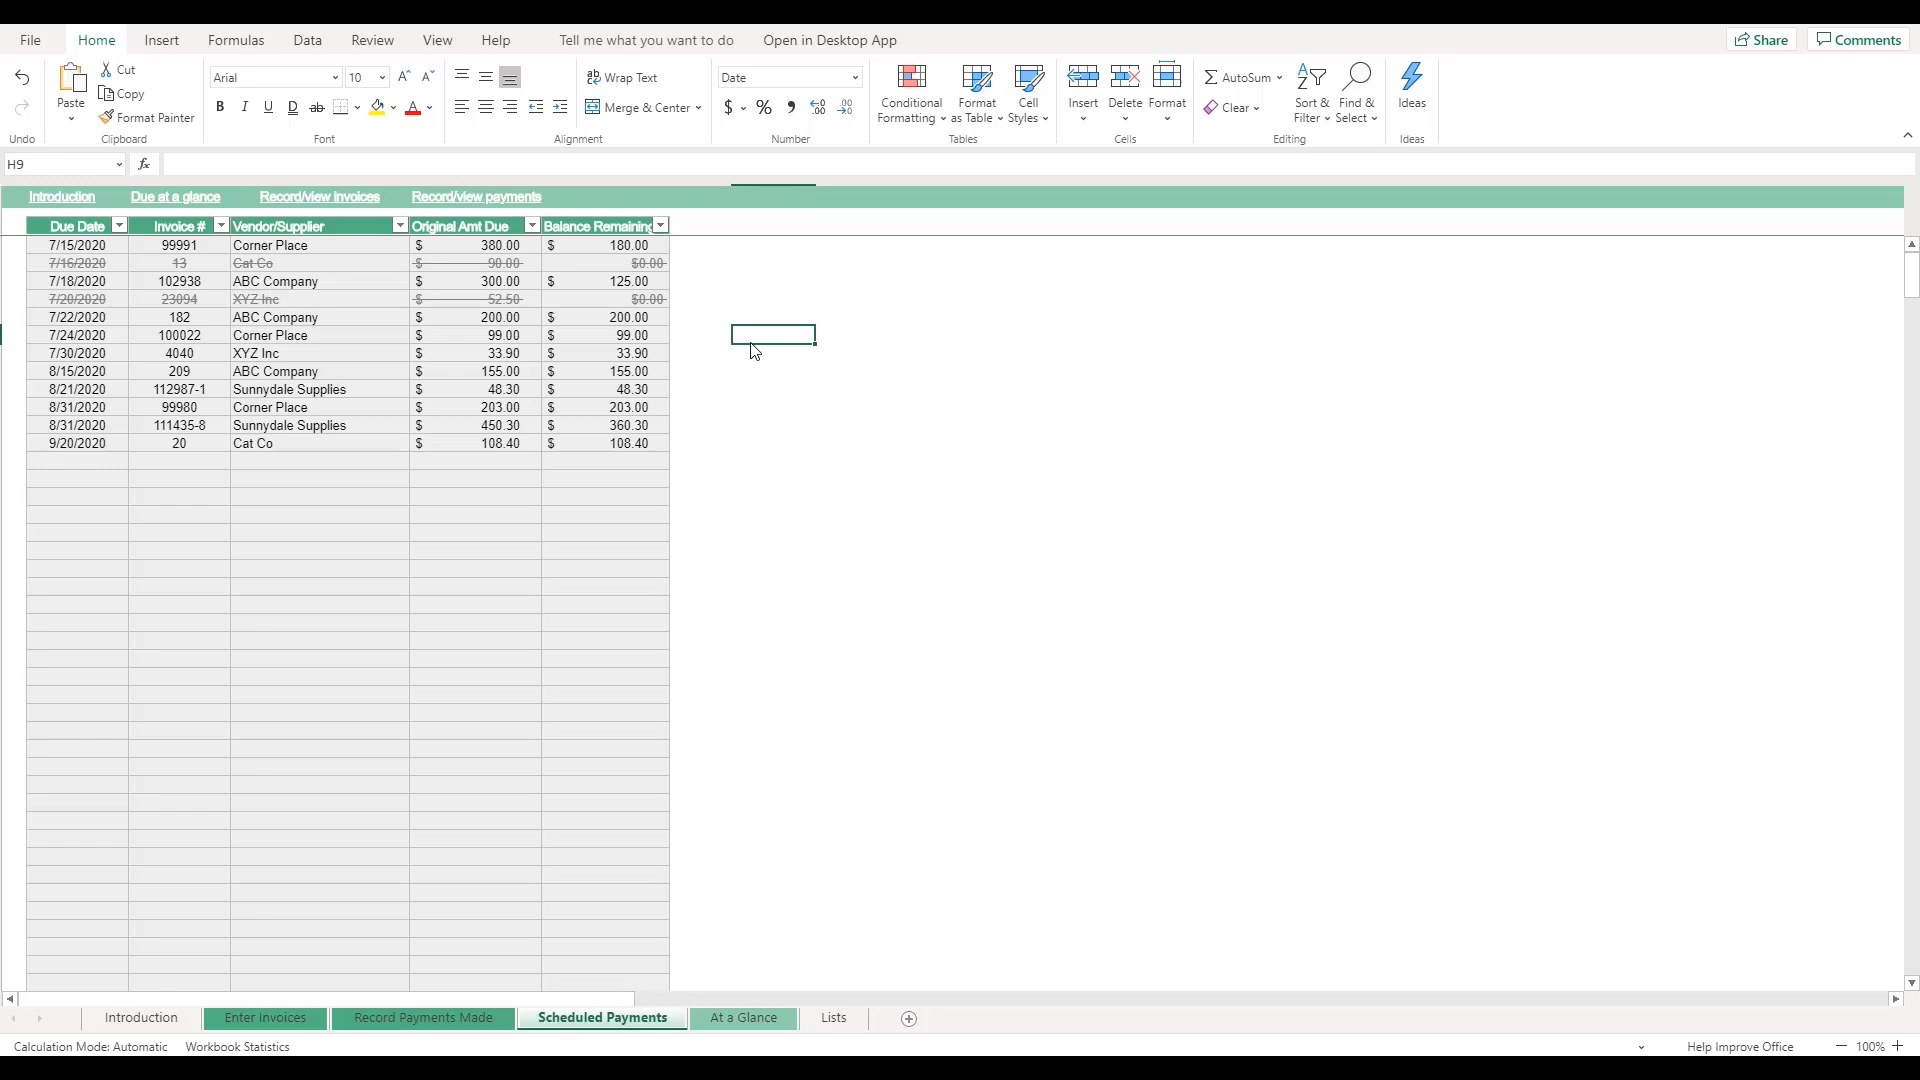 File Home Insert Formulas Data Review View Help Tell me what you want to do Open in Desktop App Share Comments
Paste Cut Copy Format Painter
Undo Clipboard
Arial 10
B I U D ab A
Font
ab Wrap Text
Merge & Center
Alignment
Date
$ % 9 .00 .00
Number
Conditional Formatting Format as Table Cell Styles
Tables
Insert Delete Format
Cells
AutoSum Clear Sort & Filter Find & Select
Editing
Ideas
Ideas
H9 fx
Introduction Due at a glance Record/view invoices Record/view payments
Due Date Invoice # Vendor/Supplier Original Amt Due Balance Remaining
7/15/2020 99991 Corner Place $ 380.00 $ 180.00
7/16/2020 13 Cat Co $ 90.00 $0.00
7/18/2020 102938 ABC Company $ 300.00 $ 125.00
7/20/2020 23094 XYZ Inc $ 52.50 $0.00
7/22/2020 182 ABC Company $ 200.00 $ 200.00
7/24/2020 100022 Corner Place $ 99.00 $ 99.00
7/30/2020 4040 XYZ Inc $ 33.90 $ 33.90
8/15/2020 209 ABC Company $ 155.00 $ 155.00
8/21/2020 112987-1 Sunnydale Supplies $ 48.30 $ 48.30
8/31/2020 99980 Corner Place $ 203.00 $ 203.00
8/31/2020 111435-8 Sunnydale Supplies $ 450.30 $ 360.30
9/20/2020 20 Cat Co $ 108.40 $ 108.40
Introduction Enter Invoices Record Payments Made Scheduled Payments At a Glance Lists
Calculation Mode: Automatic Workbook Statistics Help Improve Office 100%